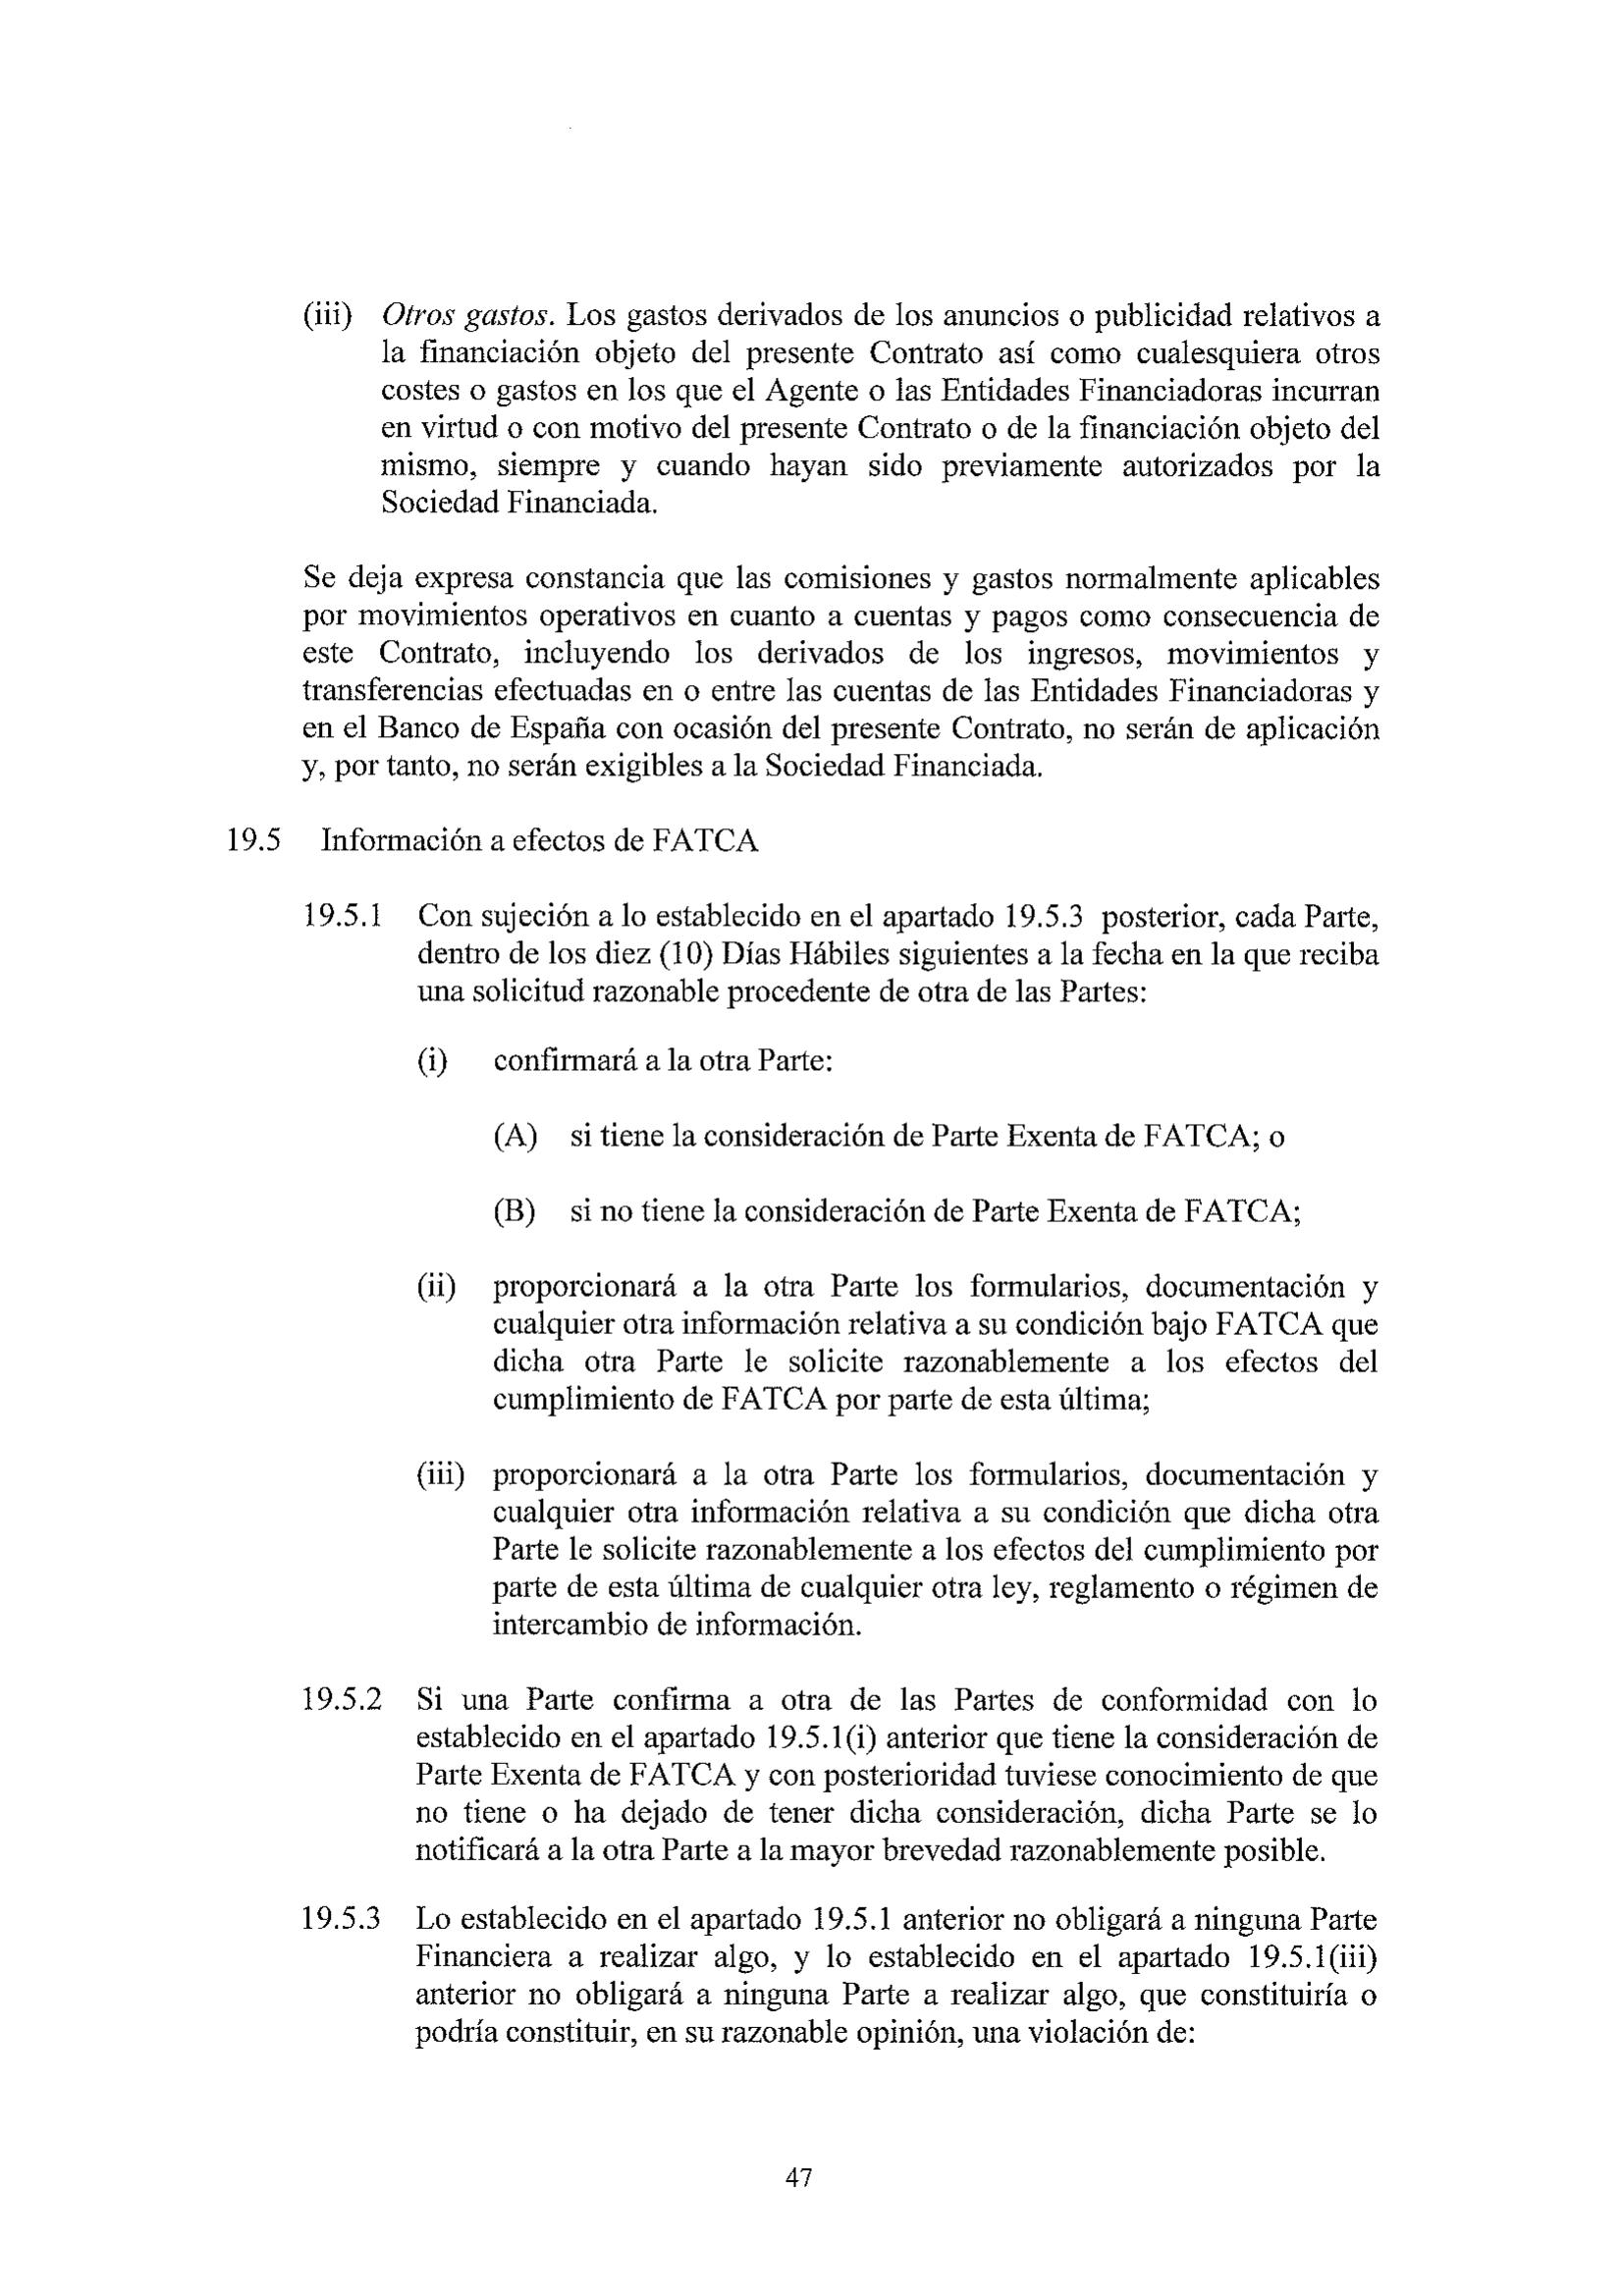 (iii) Otros gastos. Los gastos derivados de los anuncios o publicidad relativos a
la financiación objeto del presente Contrato así como cualesquiera otros
costes o gastos en los que el Agente o las Entidades Financiadoras incurran
en virtud o con motivo del presente Contrato o de la financiación objeto del
mismo, siempre y cuando hayan sido previamente autorizados por la
Sociedad Financiada.
Se deja expresa constancia que las comisiones y gastos normalmente aplicables
por movimientos operativos en cuanto a cuentas y pagos como consecuencia de
este Contrato, incluyendo los derivados de los ingresos, movimientos y
transferencias efectuadas en o entre las cuentas de las Entidades Financiadoras y
en el Banco de España con ocasión del presente Contrato, no serán de aplicación
y, por tanto, no serán exigibles a la Sociedad Financiada.
19.5 Información a efectos de FATCA
19.5.1 Con sujeción a lo establecido en el apartado 19.5.3 posterior, cada Parte,
dentro de los diez (10) Días Hábiles siguientes a la fecha en la que reciba
una solicitud razonable procedente de otra de las Partes:
(i) confirmará a la otra Parte:
(A) si tiene la consideración de Parte Exenta de FATCA; o
(B) si no tiene la consideración de Parte Exenta de FATCA;
(ii) proporcionará a la otra Parte los formularios, documentación y
cualquier otra información relativa a su condición bajo FATCA que
dicha otra Parte le solicite razonablemente a los efectos del
cumplimiento de FATCA por parte de esta última;
(iii) proporcionará a la otra Parte los formularios, documentación y
cualquier otra información relativa a su condición que dicha otra
Parte le solicite razonablemente a los efectos del cumplimiento por
parte de esta última de cualquier otra ley, reglamento o régimen de
intercambio de información.
19.5.2 Si una Parte confirma a otra de las Partes de conformidad con lo
establecido en el apartado 19.5.1(i) anterior que tiene la consideración de
Parte Exenta de FATCA y con posterioridad tuviese conocimiento de que
no tiene o ha dejado de tener dicha consideración, dicha Parte se lo
notificará a la otra Parte a la mayor brevedad razonablemente posible.
19.5.3 Lo establecido en el apartado 19.5.1 anterior no obligará a ninguna Parte
Financiera a realizar algo, y lo establecido en el apartado 19.5.1(iii)
anterior no obligará a ninguna Parte a realizar algo, que constituiría o
podría constituir, en su razonable opinión, una violación de:
47